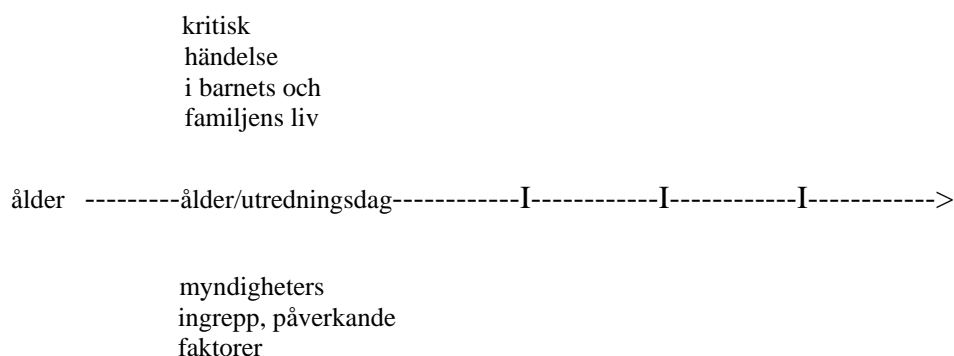 kritisk
händelse
i barnets och
familjens liv
ålder ---------ålder/utredningsdag------------I------------I------------I------------>
myndigheters
ingrepp, påverkande
faktorer